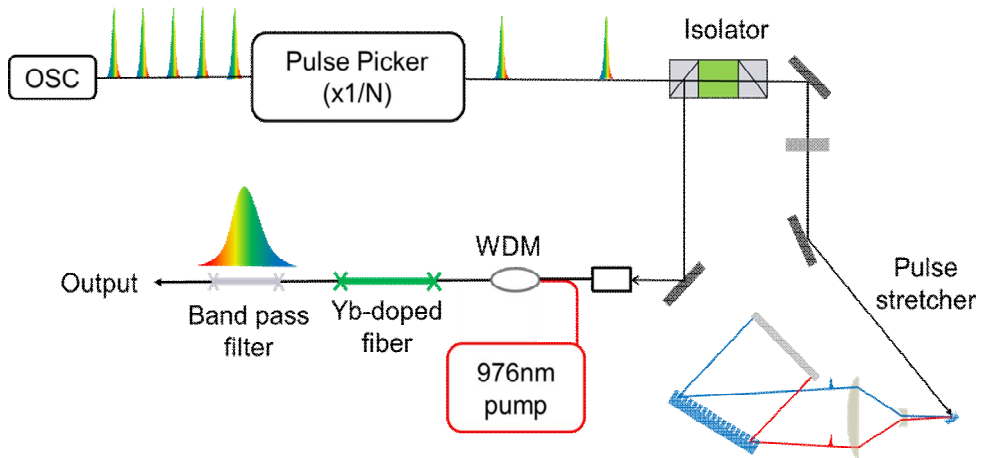 OSC
Pulse Picker
(x1/N)
Isolator
Output
Band pass
filter
Yb-doped
fiber
WDM
976nm
pump
Pulse
stretcher